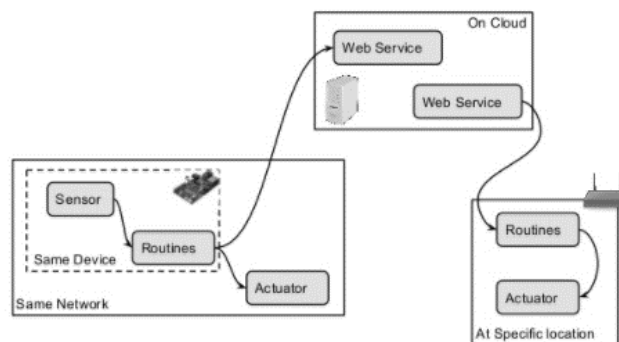 On Cloud
Web Service
Web Service
Sensor
Routines
Same Device
Actuator
Same Network
Routines
Actuator
At Specific location